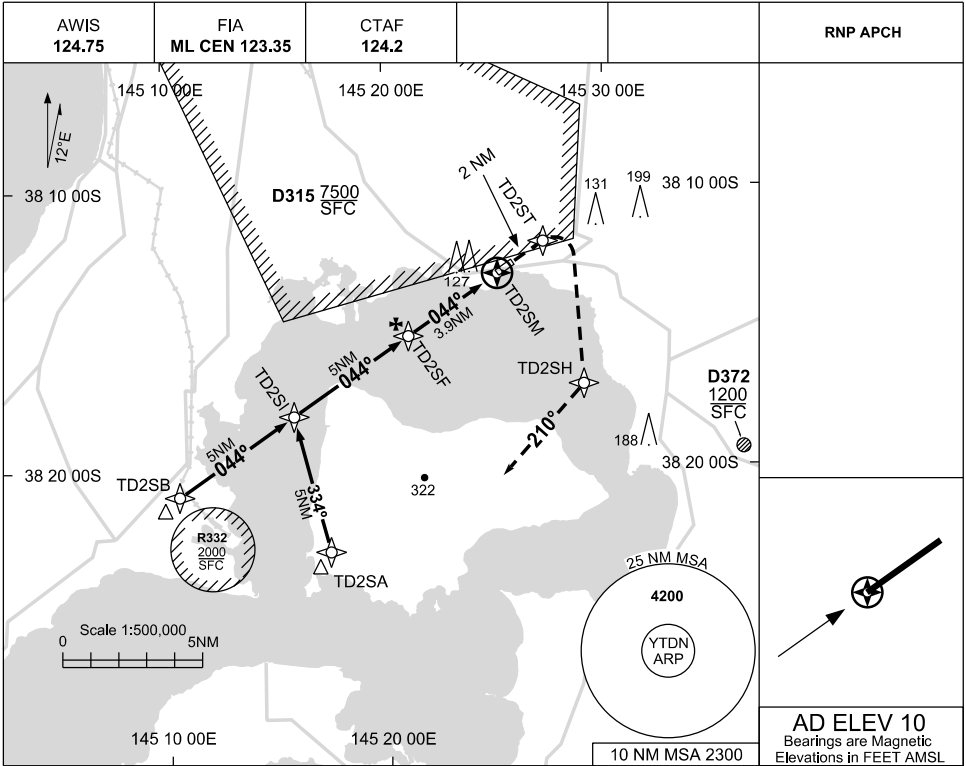 AWIS
124.75
FIA
ML CEN 123.35
CTAF
124.2
RNP APCH
145 10 00E
145 20 00E
145 30 00E
12°E
38 10 00S
38 10 00S
D315 7500
SFC
2 NM
TD2ST
131
199
127
TD2SM
044°
3.9NM
TD2SF
5NM
044°
TD2SI
TD2SH
D372
1200
SFC
210°
188
5NM
044°
38 20 00S
38 20 00S
TD2SB
334°
5NM
322
R332
2000
SFC
TD2SA
25 NM MSA
4200
YTDN
ARP
Scale 1:500,000
0
5NM
145 10 00E
145 20 00E
10 NM MSA 2300
AD ELEV 10
Bearings are Magnetic
Elevations in FEET AMSL